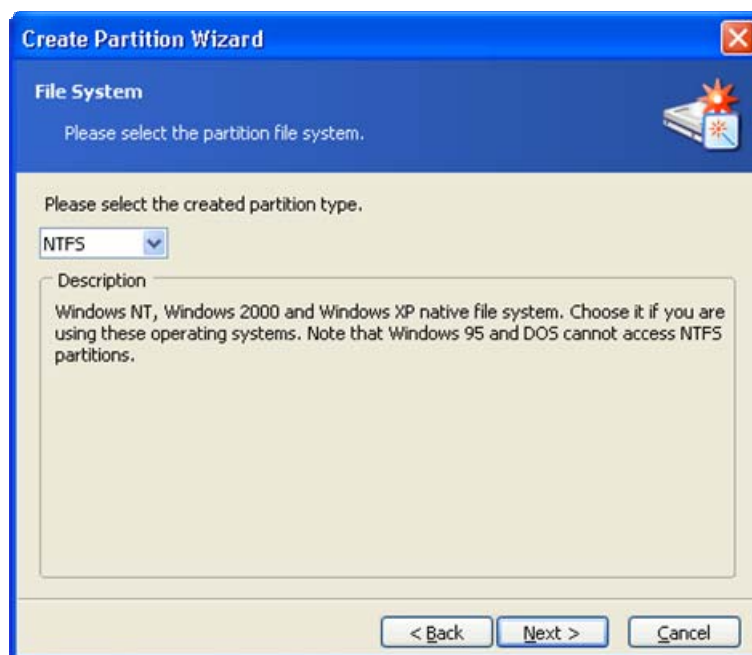 Create Partition Wizard
File System
Please select the partition file system.
Please select the created partition type.
NTFS
Description
Windows NT, Windows 2000 and Windows XP native file system. Choose it if you are
using these operating systems. Note that Windows 95 and DOS cannot access NTFS
partitions.
< Back
Next >
Cancel